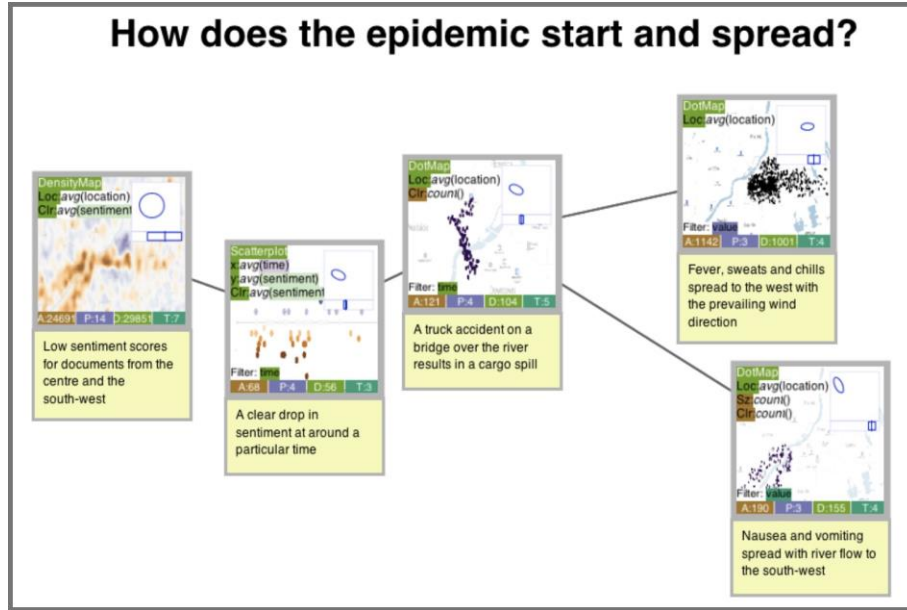 How does the epidemic start and spread?
DensityMap
Loc:avg(location)
Clr:avg(sentiment
A:24691 P:14 D:29851 T:7
Low sentiment scores
for documents from the
centre and the
south-west
Scatterplot
x:avg(time)
y:avg(sentiment)
Clr:avg(sentiment
Filter: time
A:68 P:4 D:56 T:3
A clear drop in
sentiment at around a
particular time
DotMap
Loc:avg(location)
Clr:count()
Filter: time
A:121 P:4 D:104 T:5
A truck accident on a
bridge over the river
results in a cargo spill
DotMap
Loc:avg(location)
Filter: value
A:1142 P:3 D:1001 T:4
Fever, sweats and chills
spread to the west with
the prevailing wind
direction
DotMap
Loc:avg(location)
Sz:count()
Clr:count()
Filter: value
A:190 P:3 D:155 T:4
Nausea and vomiting
spread with river flow to
the south-west